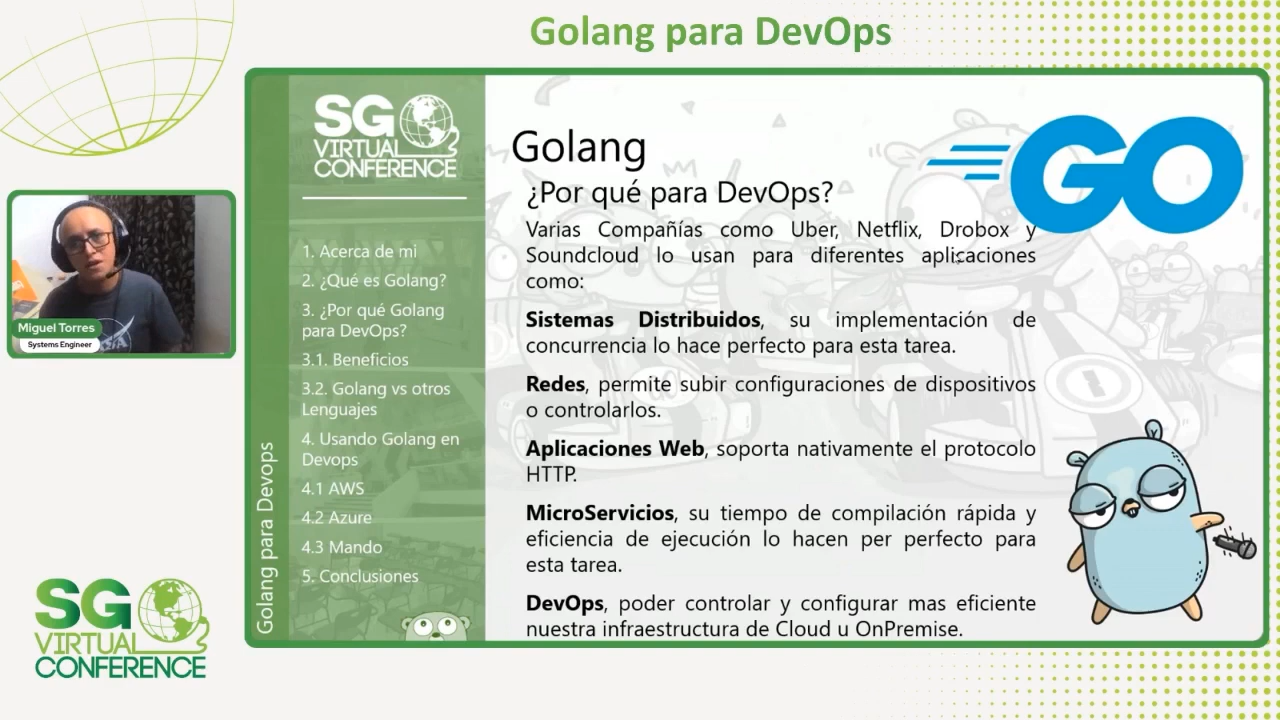 Golang para DevOps
SG
VIRTUAL
CONFERENCE
1. Acerca de mi
2. ¿Qué es Golang?
3. ¿Por qué Golang
para DevOps?
3.1. Beneficios
3.2. Golang vs otros
Lenguajes
4. Usando Golang en
Devops
4.1 AWS
4.2 Azure
4.3 Mando
5. Conclusiones
Golang para Devops
Golang
GO
¿Por qué para DevOps?
Varias Compañías como Uber, Netflix, Drobox y
Soundcloud lo usan para diferentes aplicaciones
como:
Sistemas Distribuidos, su implementación de
concurrencia lo hace perfecto para esta tarea.
Redes, permite subir configuraciones de dispositivos
o controlarlos.
Aplicaciones Web, soporta nativamente el protocolo
HTTP.
MicroServicios, su tiempo de compilación rápida y
eficiencia de ejecución lo hacen per perfecto para
esta tarea.
DevOps, poder controlar y configurar mas eficiente
nuestra infraestructura de Cloud u OnPremise.
Miguel Torres
Systems Engineer
SG
VIRTUAL
CONFERENCE